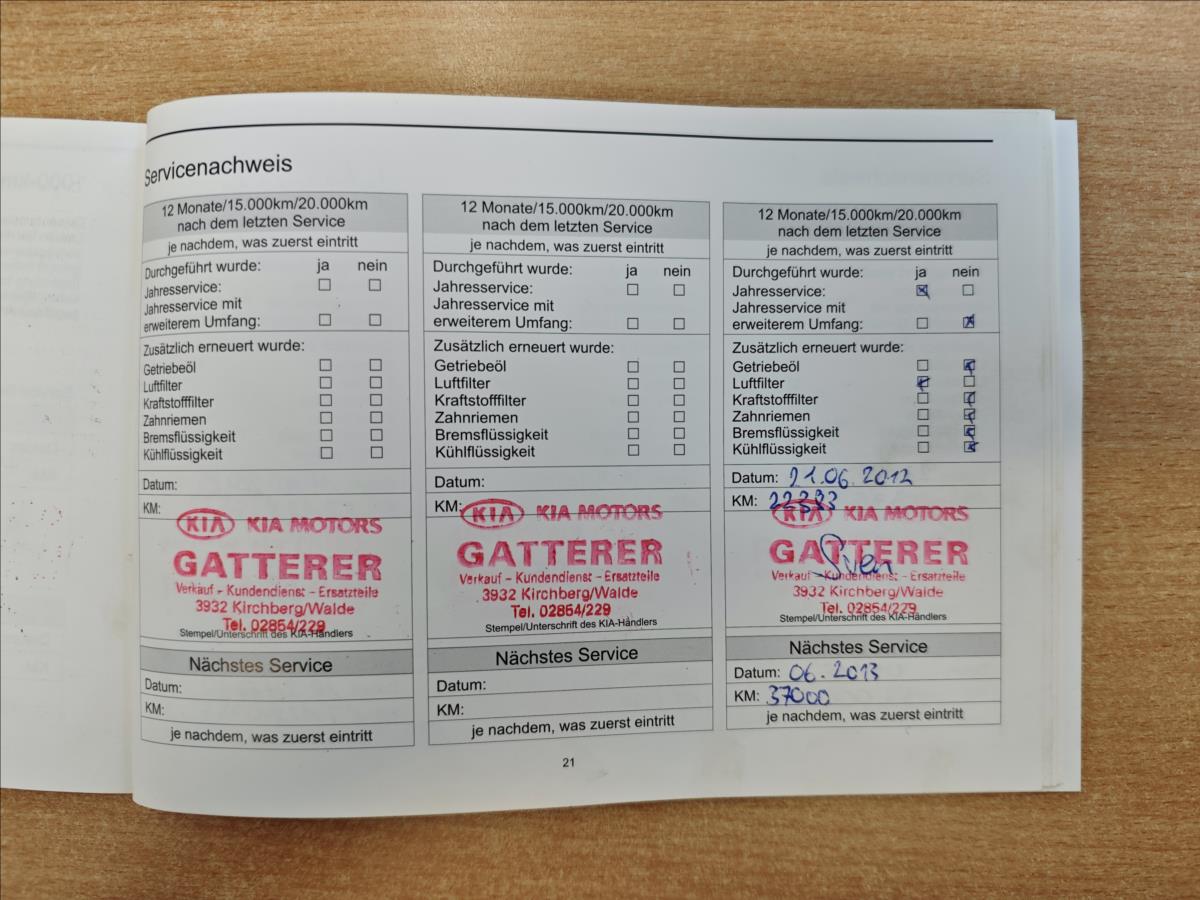 Servicenachweis
12 Monate/15.000km/20.000km
nach dem letzten Service
je nachdem, was zuerst eintritt
Durchgeführt wurde: ja nein
Jahresservice:
Jahresservice mit
erweiterem Umfang:
Zusätzlich erneuert wurde:
Getriebeöl
Luftfilter
Kraftstofffilter
Zahnriemen
Bremsflüssigkeit
Kühlflüssigkeit
Datum:
KM:
KIA KIA MOTORS
GATTERER
Verkauf - Kundendienst - Ersatzteile
3932 Kirchberg/Walde
Tel. 02854/229
Stempel/Unterschrift des KIA-Händlers
Nächstes Service
Datum:
KM:
je nachdem, was zuerst eintritt
12 Monate/15.000km/20.000km
nach dem letzten Service
je nachdem, was zuerst eintritt
Durchgeführt wurde: ja nein
Jahresservice:
Jahresservice mit
erweiterem Umfang:
Zusätzlich erneuert wurde:
Getriebeöl
Luftfilter
Kraftstofffilter
Zahnriemen
Bremsflüssigkeit
Kühlflüssigkeit
Datum:
KM:
KIA KIA MOTORS
GATTERER
Verkauf - Kundendienst - Ersatzteile
3932 Kirchberg/Walde
Tel. 02854/229
Stempel/Unterschrift des KIA-Händlers
Nächstes Service
Datum:
KM:
je nachdem, was zuerst eintritt
12 Monate/15.000km/20.000km
nach dem letzten Service
je nachdem, was zuerst eintritt
Durchgeführt wurde: ja nein
Jahresservice:
Jahresservice mit
erweiterem Umfang:
Zusätzlich erneuert wurde:
Getriebeöl
Luftfilter
Kraftstofffilter
Zahnriemen
Bremsflüssigkeit
Kühlflüssigkeit
Datum: 21.06.2012
KM:
KIA KIA MOTORS
GATTERER
Verkauf - Kundendienst - Ersatzteile
3932 Kirchberg/Walde
Tel. 02854/229
Stempel/Unterschrift des KIA-Händlers
Nächstes Service
Datum: 06.2013
KM: 37000
je nachdem, was zuerst eintritt
21